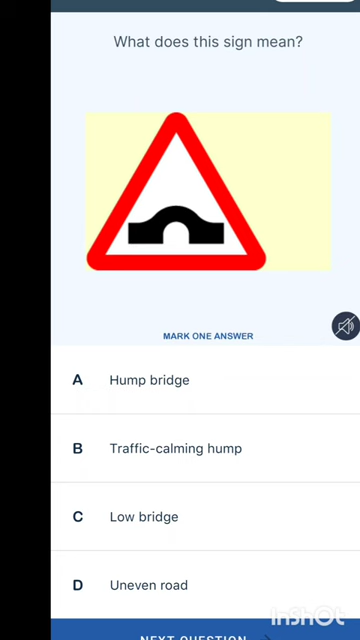 What does this sign mean?
MARK ONE ANSWER
A Hump bridge
B Traffic-calming hump
C Low bridge
D Uneven road
NEXT QUESTION
InShOt